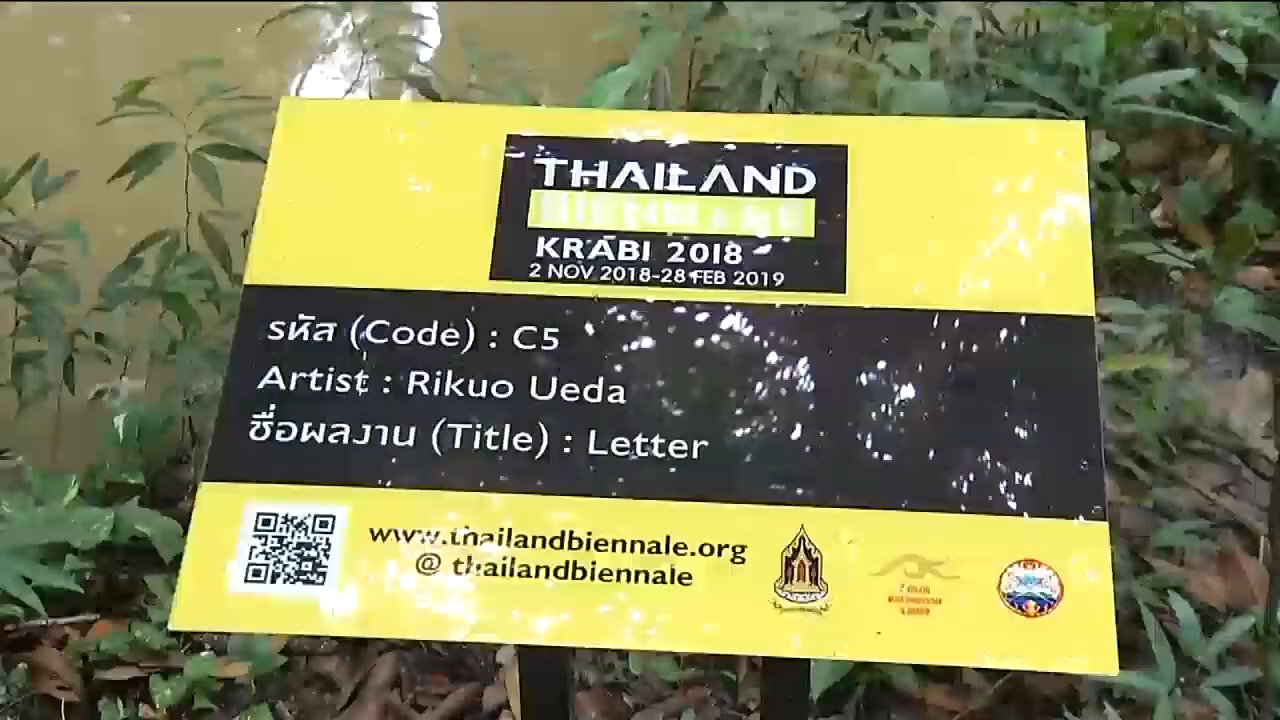 THAILAND
BIENNALE
KRABI 2018
2 NOV 2018-28 FEB 2019
รหัส (Code) : C5
Artist : Rikuo Ueda
ชื่อผลงาน (Title) : Letter
www.thailandbiennale.org
@ thailandbiennale